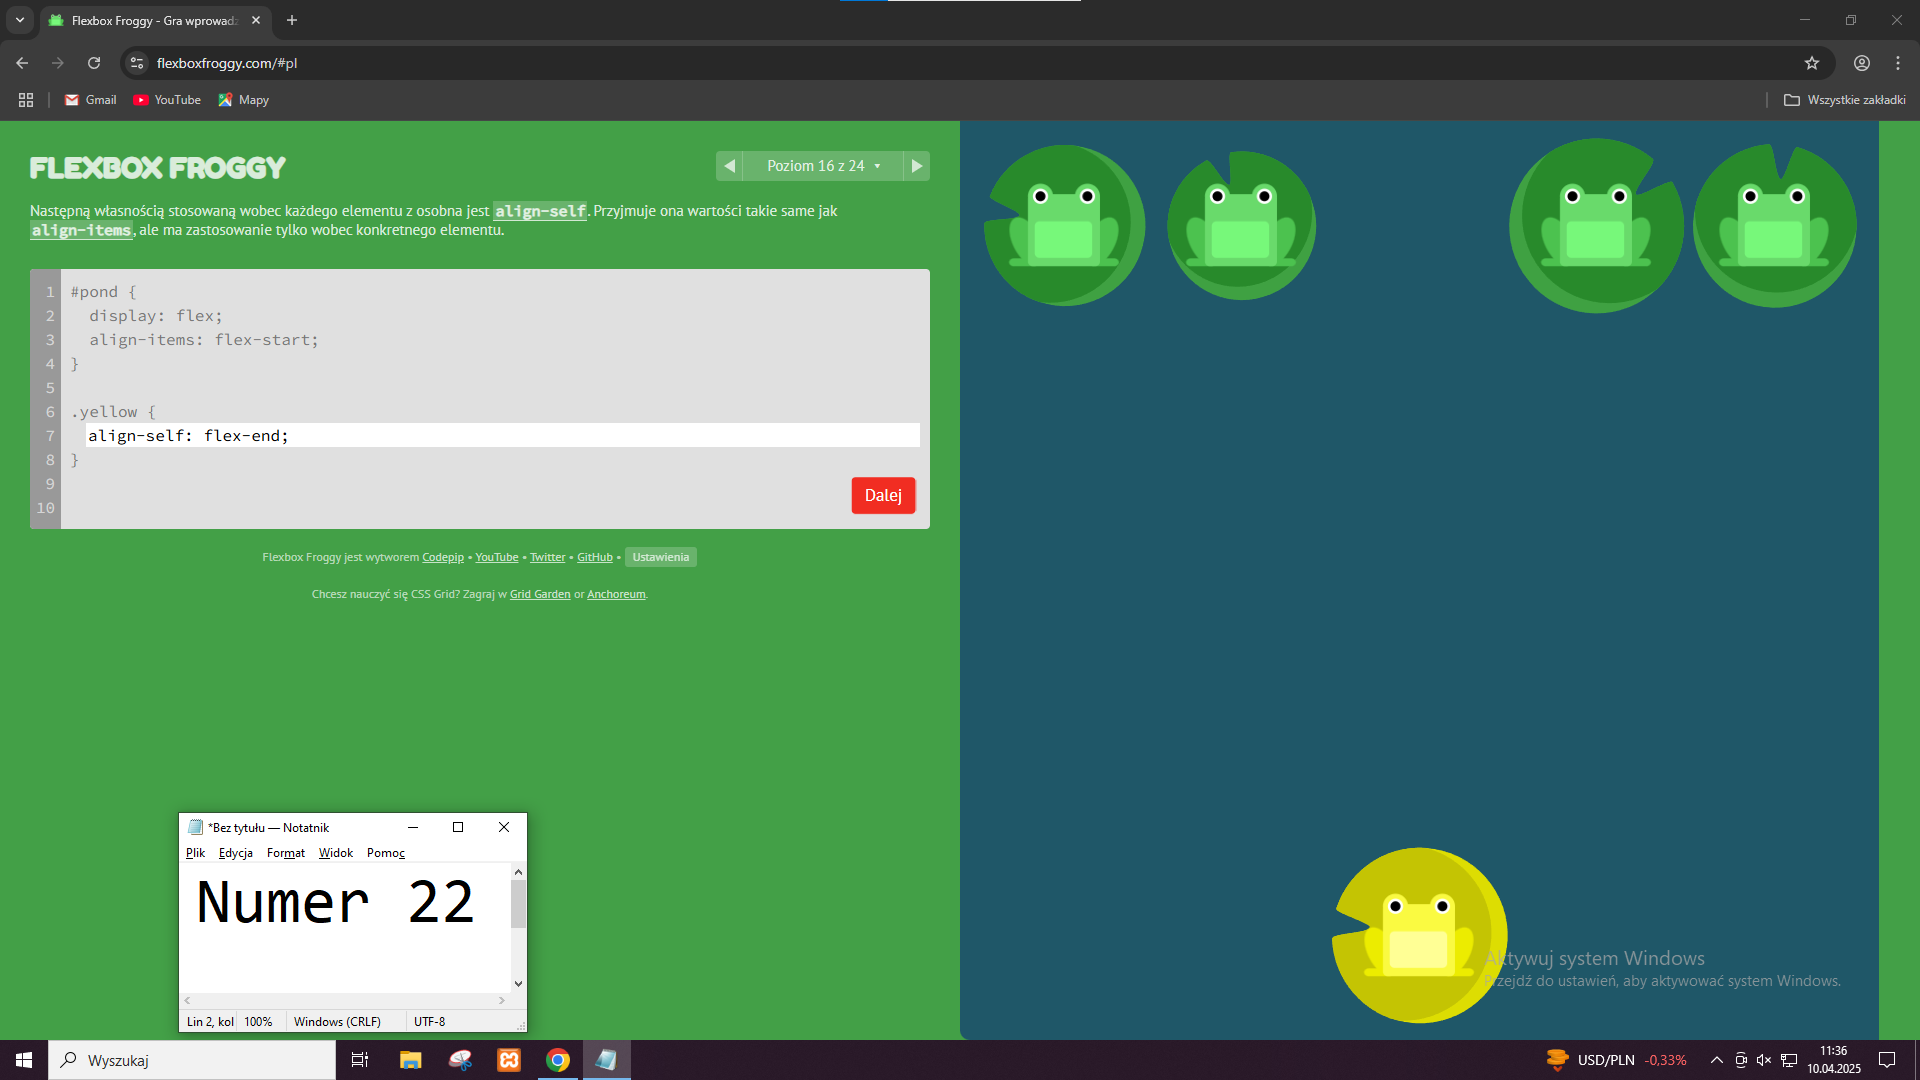 Flexbox Froggy - Gra wprowad
flexboxfroggy.com/#pl
Gmail
YouTube
Mapy
Wszystkie zakładki
FLEXBOX FROGGY
Poziom 16 z 24
Następną własnością stosowaną wobec każdego elementu z osobna jest align-self. Przyjmuje ona wartości takie same jak
align-items, ale ma zastosowanie tylko wobec konkretnego elementu.
1 #pond {
2 display: flex;
3 align-items: flex-start;
4 }
5
6 .yellow {
7 align-self: flex-end;
8 }
9
10
Dalej
Flexbox Froggy jest wytworem Codepip • YouTube • Twitter • GitHub • Ustawienia
Chcesz nauczyć się CSS Grid? Zagraj w Grid Garden or Anchoreum.
*Bez tytułu — Notatnik
Plik Edycja Format Widok Pomoc
Numer 22
Lin 2, kol 100% Windows (CRLF) UTF-8
Aktywuj system Windows
Przejdź do ustawień, aby aktywować system Windows.
Wyszukaj
USD/PLN -0,33%
11:36
10.04.2025